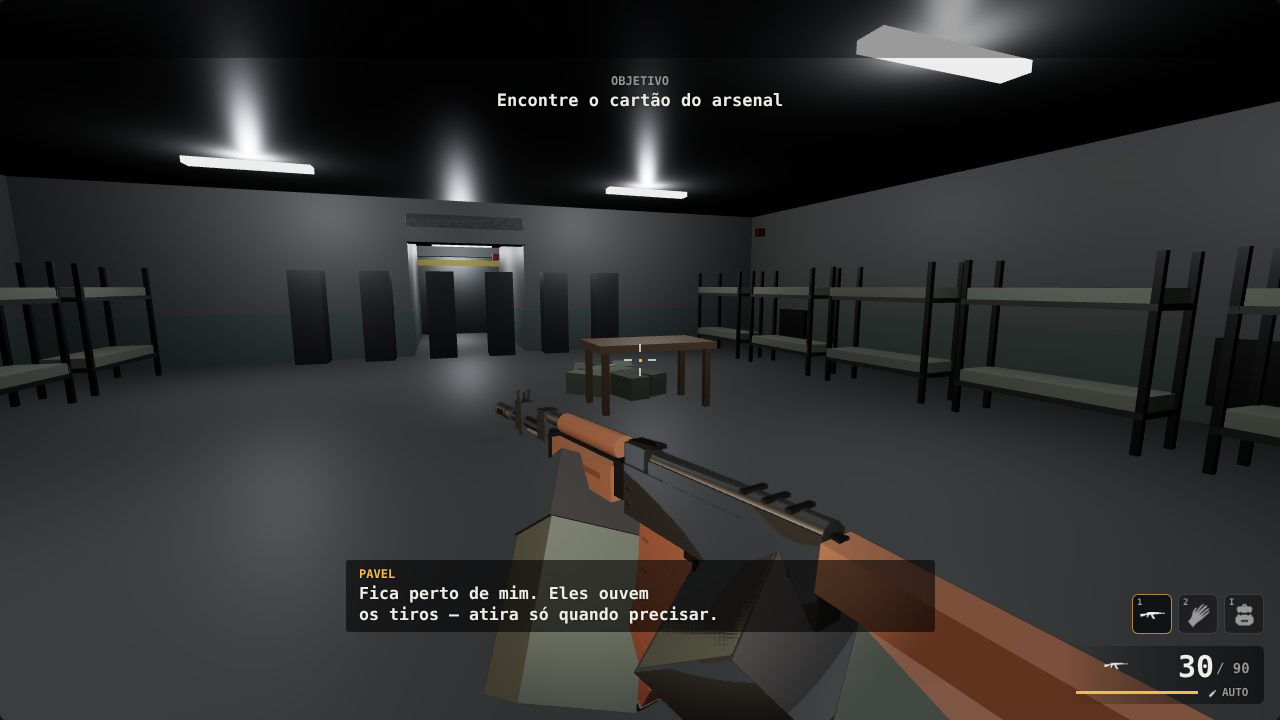 OBJETIVO
Encontre o cartão do arsenal
PAVEL
Fica perto de mim. Eles ouvem
os tiros — atira só quando precisar.
1
2
I
30 / 90
AUTO